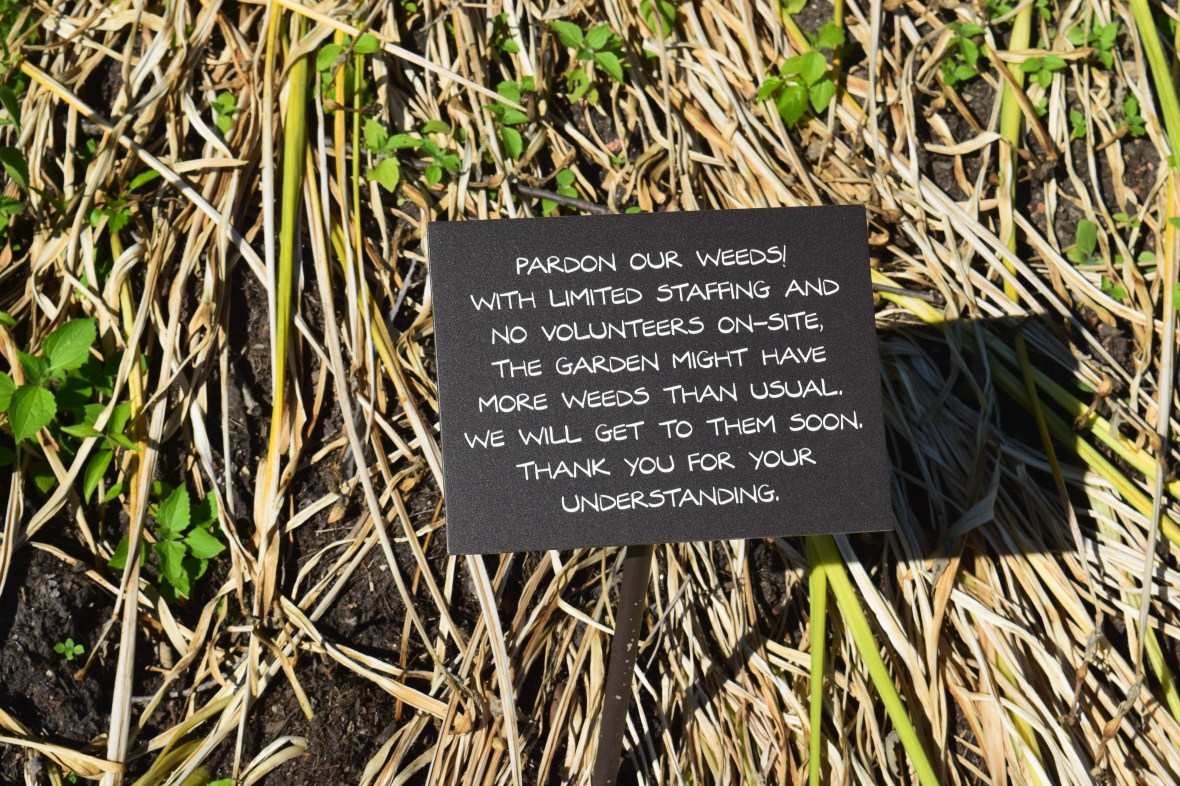 PARDON OUR WEEDS!
WITH LIMITED STAFFING AND
NO VOLUNTEERS ON-SITE,
THE GARDEN MIGHT HAVE
MORE WEEDS THAN USUAL.
WE WILL GET TO THEM SOON.
THANK YOU FOR YOUR
UNDERSTANDING.